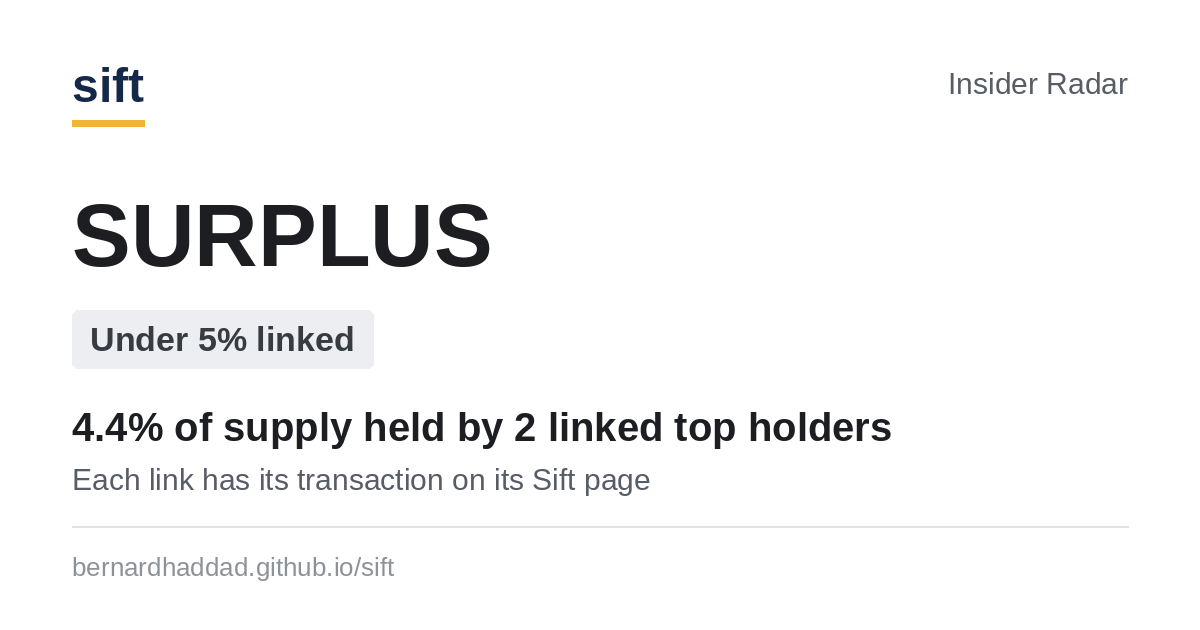 sift
Insider Radar
SURPLUS
Under 5% linked
4.4% of supply held by 2 linked top holders
Each link has its transaction on its Sift page
bernardhaddad.github.io/sift